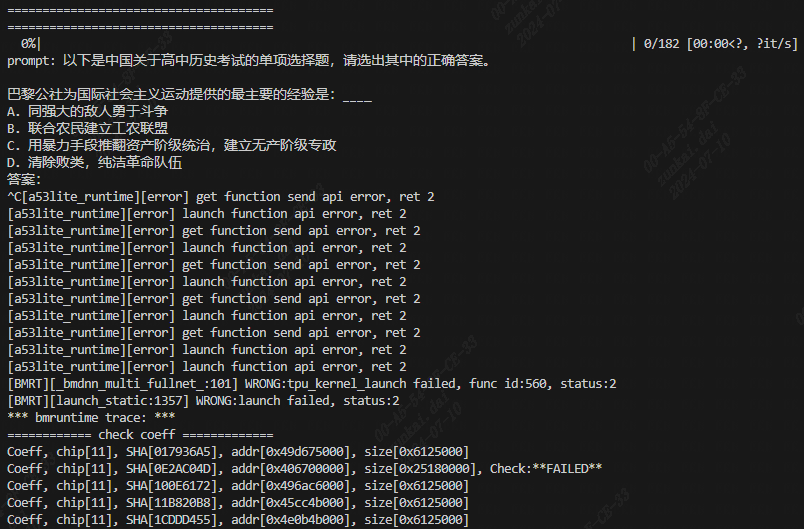 ======================================
======================================
0%| | 0/182 [00:00<?, ?it/s]
prompt: 以下是中国关于高中历史考试的单项选择题，请选出其中的正确答案。
巴黎公社为国际社会主义运动提供的最主要的经验是：____
A. 同强大的敌人勇于斗争
B. 联合农民建立工农联盟
C. 用暴力手段推翻资产阶级统治，建立无产阶级专政
D. 清除败类，纯洁革命队伍
答案：
^C[a53lite_runtime][error] get function send api error, ret 2
[a53lite_runtime][error] launch function api error, ret 2
[a53lite_runtime][error] get function send api error, ret 2
[a53lite_runtime][error] launch function api error, ret 2
[a53lite_runtime][error] get function send api error, ret 2
[a53lite_runtime][error] launch function api error, ret 2
[a53lite_runtime][error] get function send api error, ret 2
[a53lite_runtime][error] launch function api error, ret 2
[a53lite_runtime][error] get function send api error, ret 2
[a53lite_runtime][error] launch function api error, ret 2
[a53lite_runtime][error] launch function api error, ret 2
[BMRT][_bmdnn_multi_fullnet_:101] WRONG:tpu_kernel_launch failed, func id:560, status:2
[BMRT][launch_static:1357] WRONG:launch failed, status:2
*** bmruntime trace: ***
============ check coeff =============
Coeff, chip[11], SHA[017936A5], addr[0x49d675000], size[0x6125000]
Coeff, chip[11], SHA[0E2AC04D], addr[0x406700000], size[0x25180000], Check:**FAILED**
Coeff, chip[11], SHA[100E6172], addr[0x496ac6000], size[0x6125000]
Coeff, chip[11], SHA[11B820B8], addr[0x45cc4b000], size[0x6125000]
Coeff, chip[11], SHA[1CDDD455], addr[0x4e0b4b000], size[0x6125000]